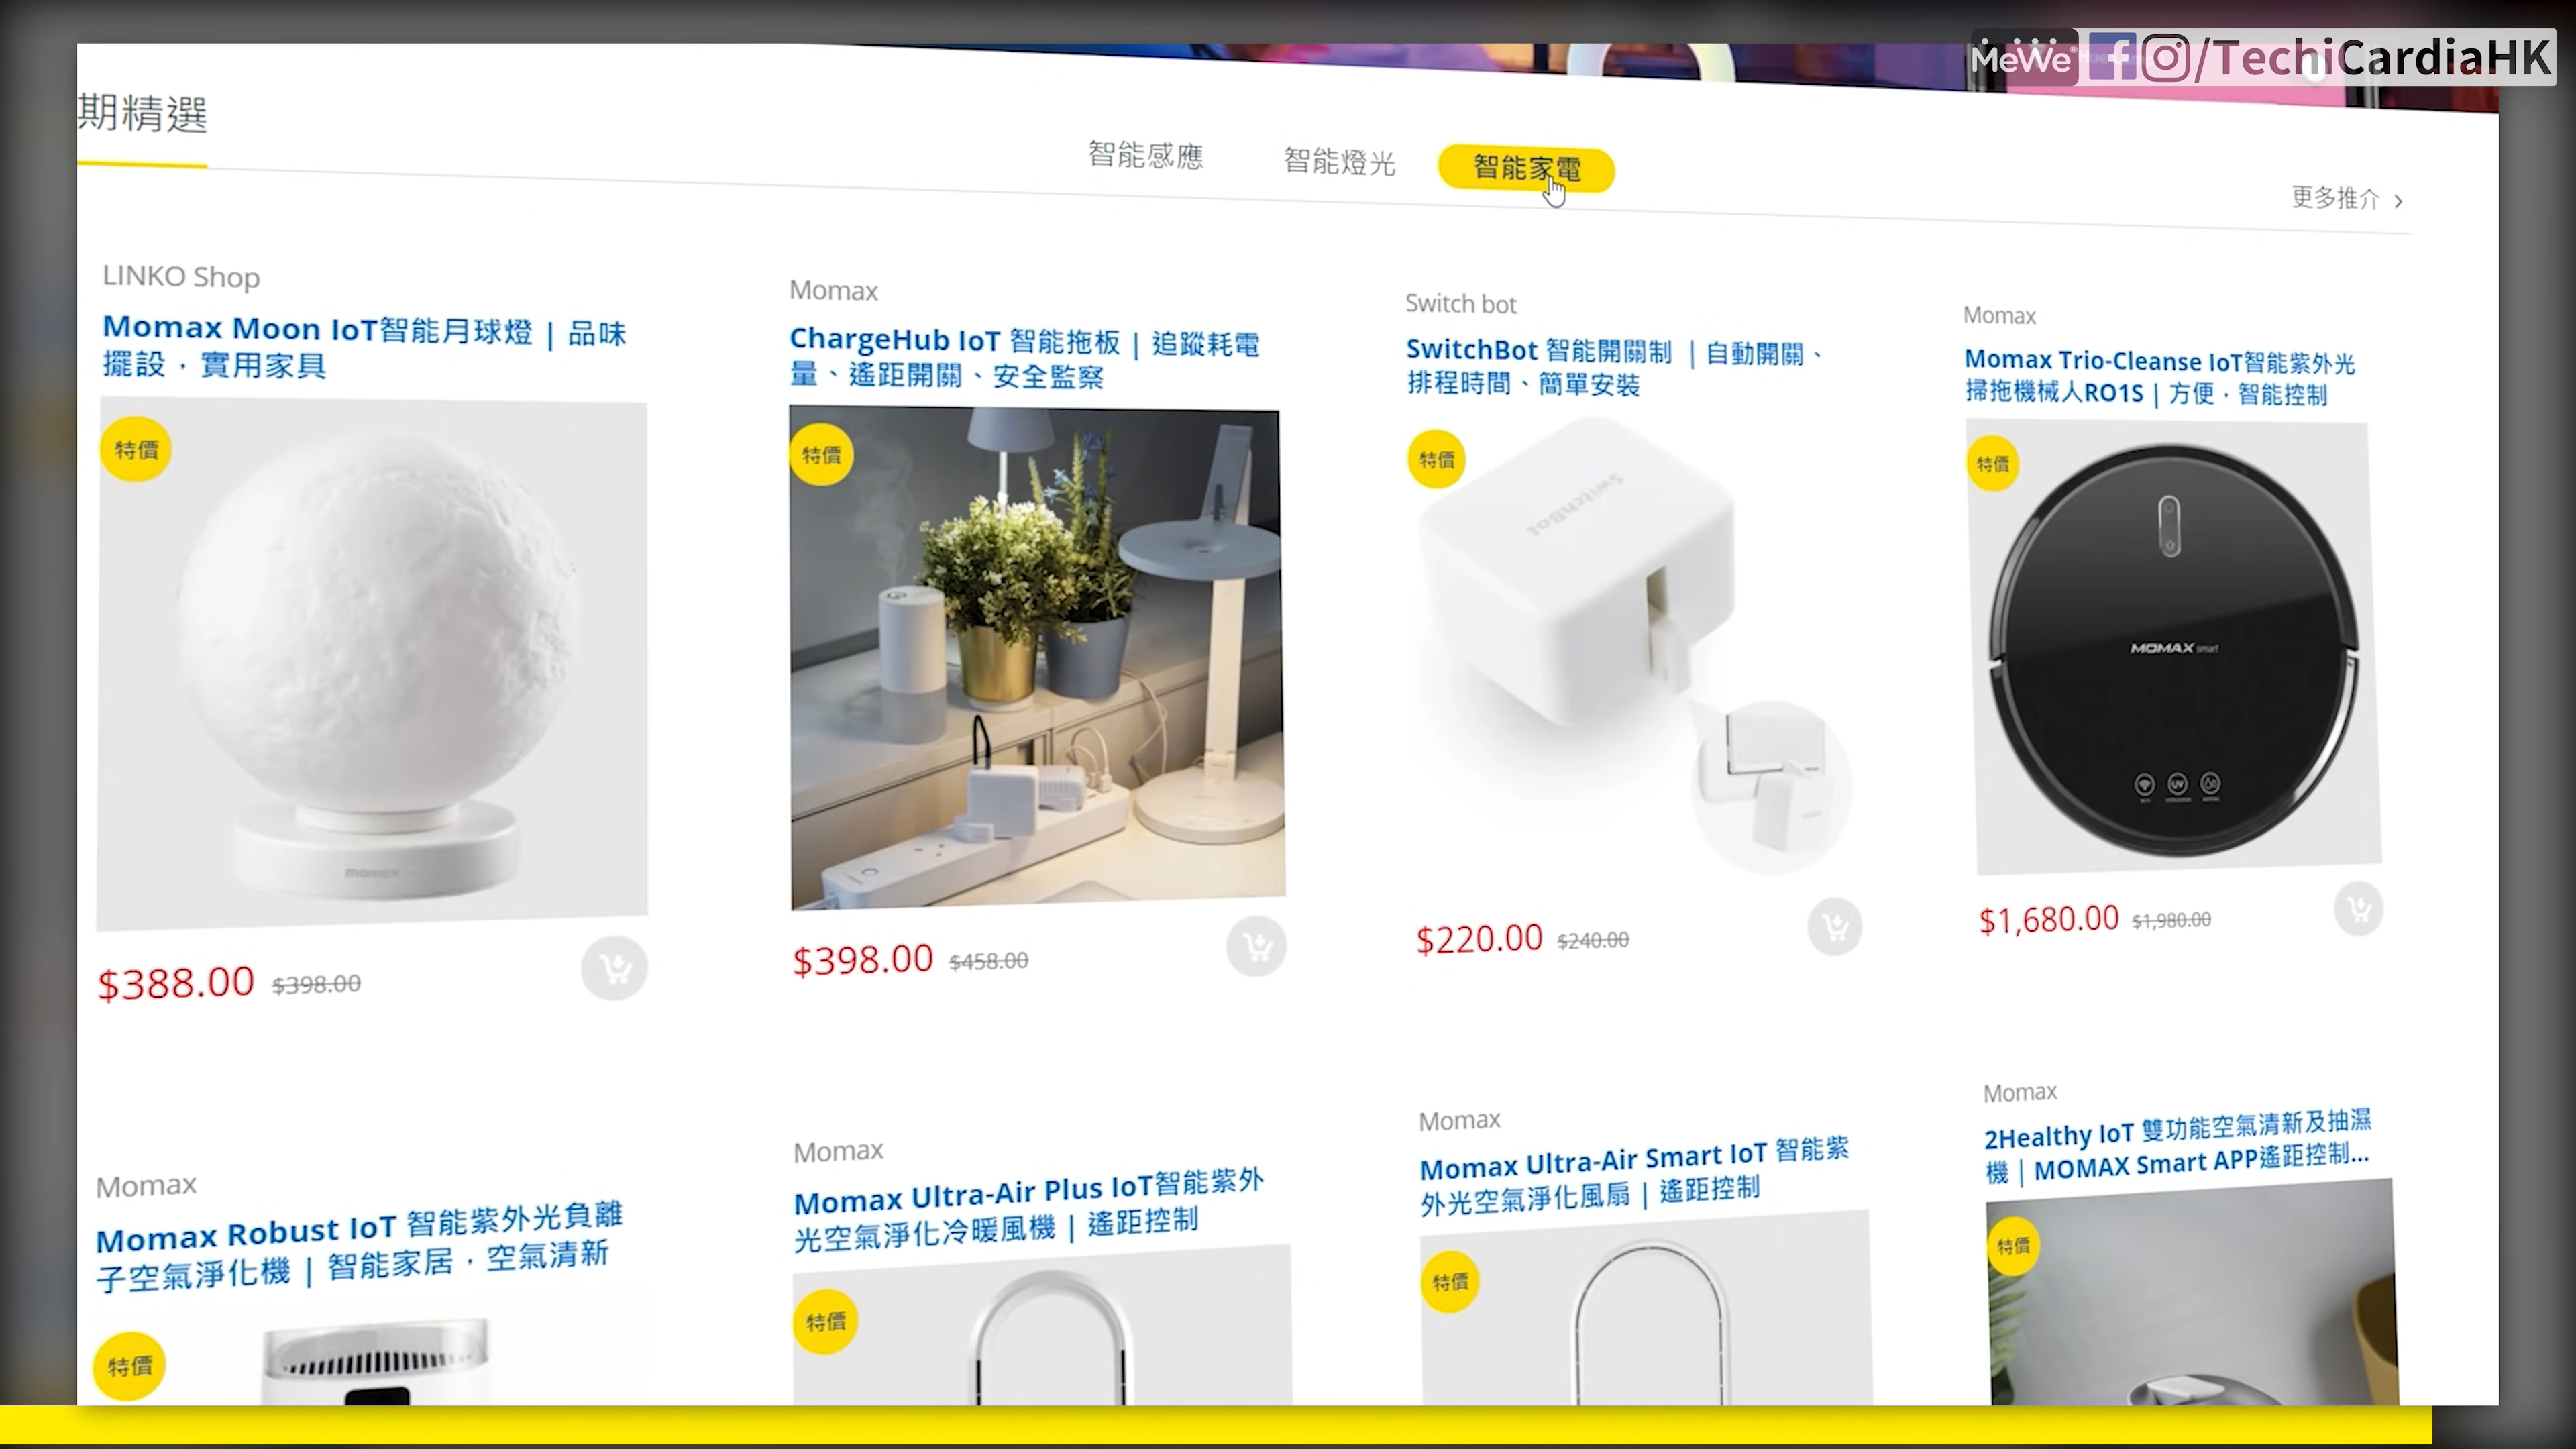 MeWe f /TechiCardiaHK
期精選
智能感應
智能燈光
智能家電
更多推介 >
LINKO Shop
Momax Moon IoT智能月球燈 | 品味
擺設，實用家具
特價
momax
$388.00 $398.00
Momax
ChargeHub IoT 智能拖板 | 追蹤耗電
量、遙距開關、安全監察
特價
$398.00 $458.00
Switch bot
SwitchBot 智能開關制 | 自動開關、
排程時間、簡單安裝
特價
SwitchBot
$220.00 $240.00
Momax
Momax Trio-Cleanse IoT智能紫外光
掃拖機械人RO1S | 方便，智能控制
特價
MOMAX smart
UV
$1,680.00 $1,980.00
Momax
Momax Robust IoT 智能紫外光負離
子空氣淨化機 | 智能家居，空氣清新
特價
Momax
Momax Ultra-Air Plus IoT智能紫外
光空氣淨化冷暖風機 | 遙距控制
特價
Momax
Momax Ultra-Air Smart IoT 智能紫
外光空氣淨化風扇 | 遙距控制
特價
Momax
2Healthy IoT 雙功能空氣清新及抽濕
機 | MOMAX Smart APP遙距控制...
特價